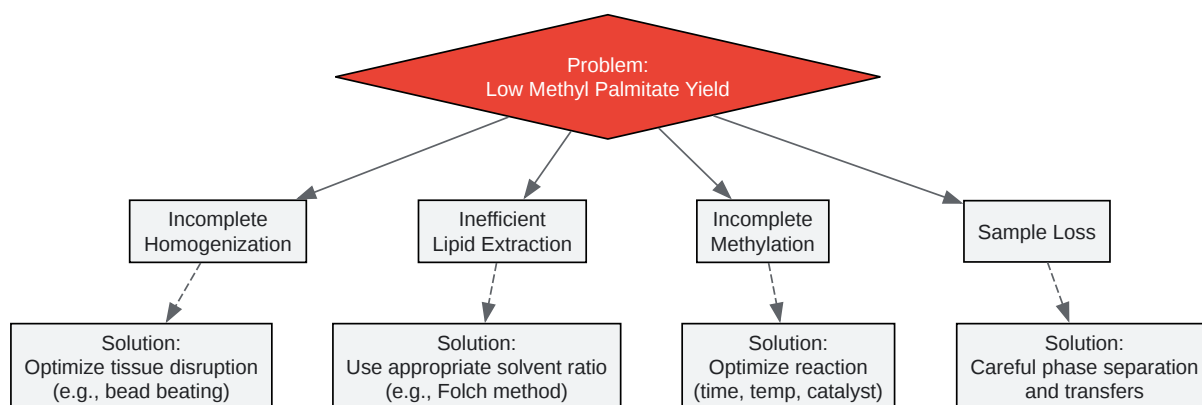 Problem:
Low Methyl Palmitate Yield
Incomplete
Homogenization
Inefficient
Lipid Extraction
Incomplete
Methylation
Sample Loss
Solution:
Optimize tissue disruption
(e.g., bead beating)
Solution:
Use appropriate solvent ratio
(e.g., Folch method)
Solution:
Optimize reaction
(time, temp, catalyst)
Solution:
Careful phase separation
and transfers